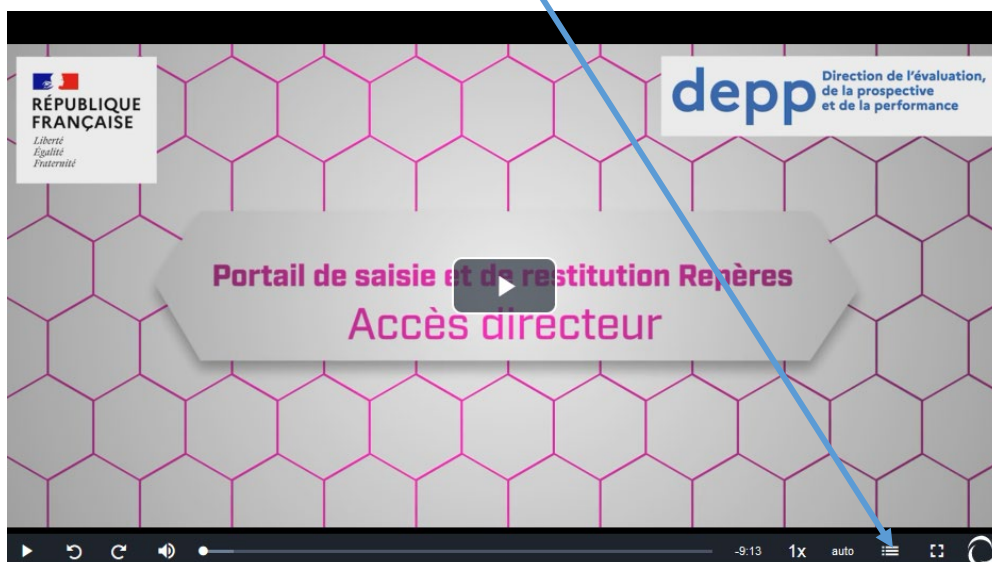 RÉPUBLIQUE
FRANÇAISE
Liberté
Égalité
Fraternité
depp
Direction de l'évaluation,
de la prospective
et de la performance
Portail de saisie et de restitution Repères
Accès directeur
-9:13 1x auto